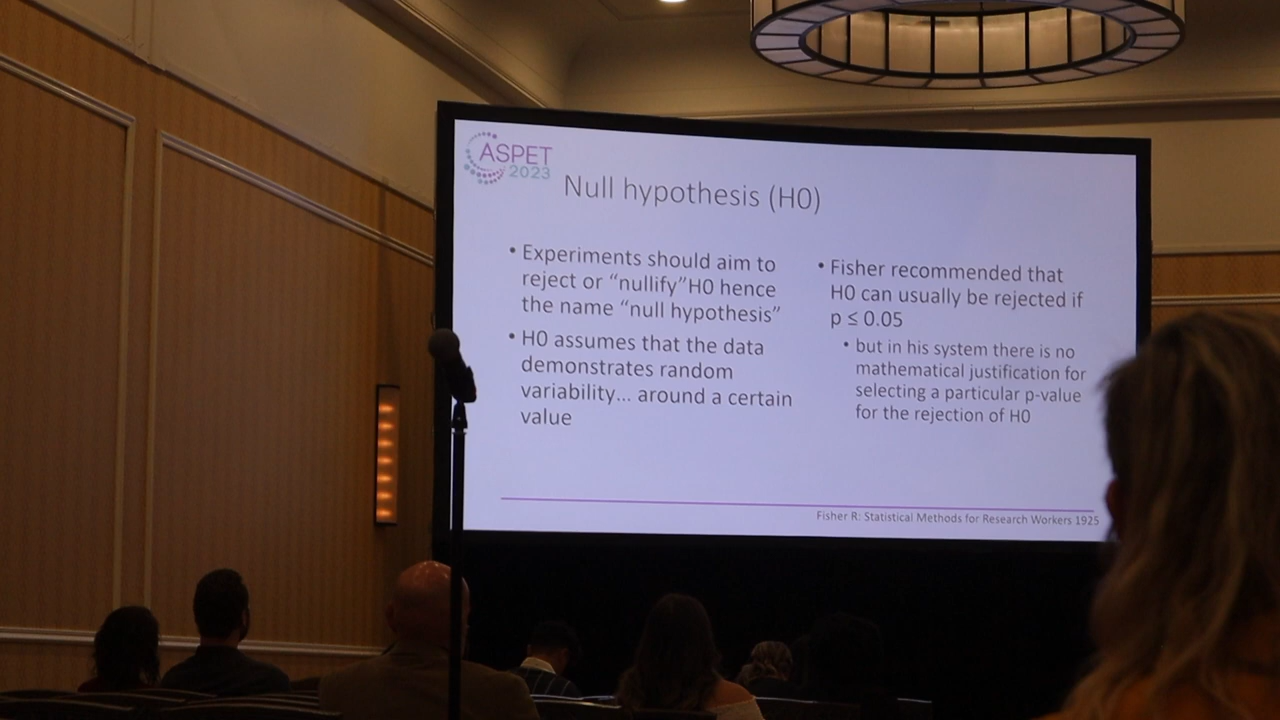 ASPET
2023
Null hypothesis (H0)
• Experiments should aim to
reject or “nullify”H0 hence
the name “null hypothesis”
• H0 assumes that the data
demonstrates random
variability... around a certain
value
• Fisher recommended that
H0 can usually be rejected if
p ≤ 0.05
• but in his system there is no
mathematical justification for
selecting a particular p-value
for the rejection of H0
Fisher R: Statistical Methods for Research Workers 1925